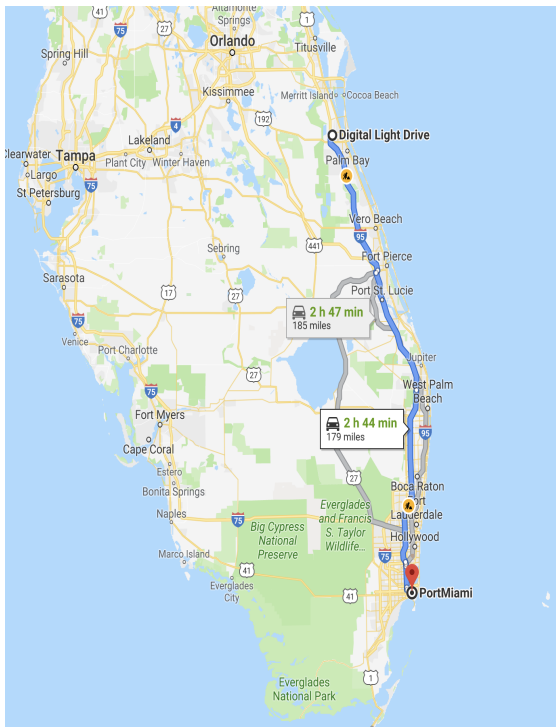 Altamonte
Springs
41
75
27
1
Orlando
Titusville
Spring Hill
Kissimmee
Merritt Island
Cocoa Beach
192
4
Digital Light Drive
Lakeland
Clearwater
Tampa
Plant City
Winter Haven
Palm Bay
Largo
75
St Petersburg
Vero Beach
95
441
Sebring
Fort Pierce
Sarasota
17
27
Port St. Lucie
2 h 47 min
185 miles
75
Venice
Port Charlotte
Jupiter
27
75
West Palm
Beach
Fort Myers
2 h 44 min
179 miles
95
Cape Coral
Estero
27
Boca Raton
Bonita Springs
Everglades
and Francis
S. Taylor
Wildlife...
ort
Lauderdale
Naples
75
Big Cypress
National
Preserve
Hollywood
Marco Island
75
41
Everglades
City
41
PortMiami
1
Everglades
National Park